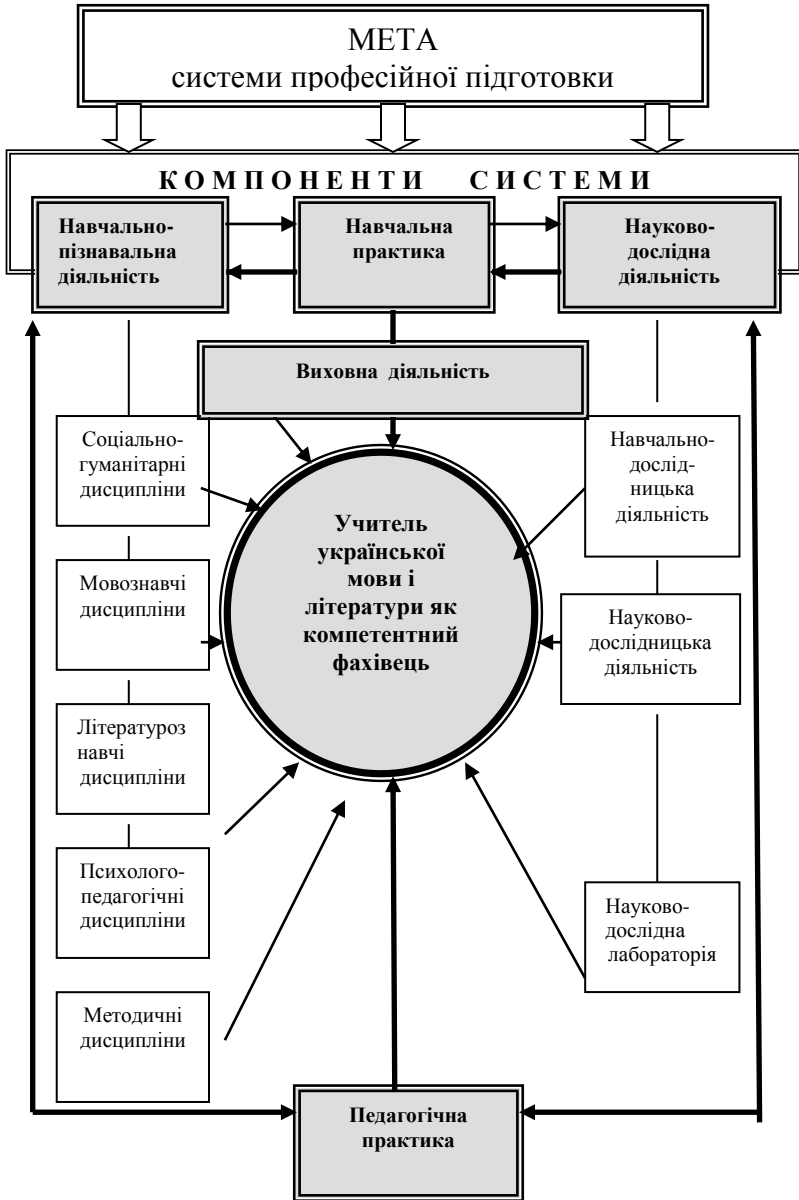 МЕТА
системи професійної підготовки
КОМПОНЕНТИ СИСТЕМИ
Навчально-
пізнавальна
діяльність
Навчальна
практика
Науково-
дослідна
діяльність
Виховна діяльність
Соціально-
гуманітарні
дисципліни
Мовознавчі
дисципліни
Літературоз
навчі
дисципліни
Психолого-
педагогічні
дисципліни
Методичні
дисципліни
Учитель
української
мови і
літератури як
компетентний
фахівець
Навчально-
дослід-
ницька
діяльність
Науково-
дослідницька
діяльність
Науково-
дослідна
лабораторія
Педагогічна
практика